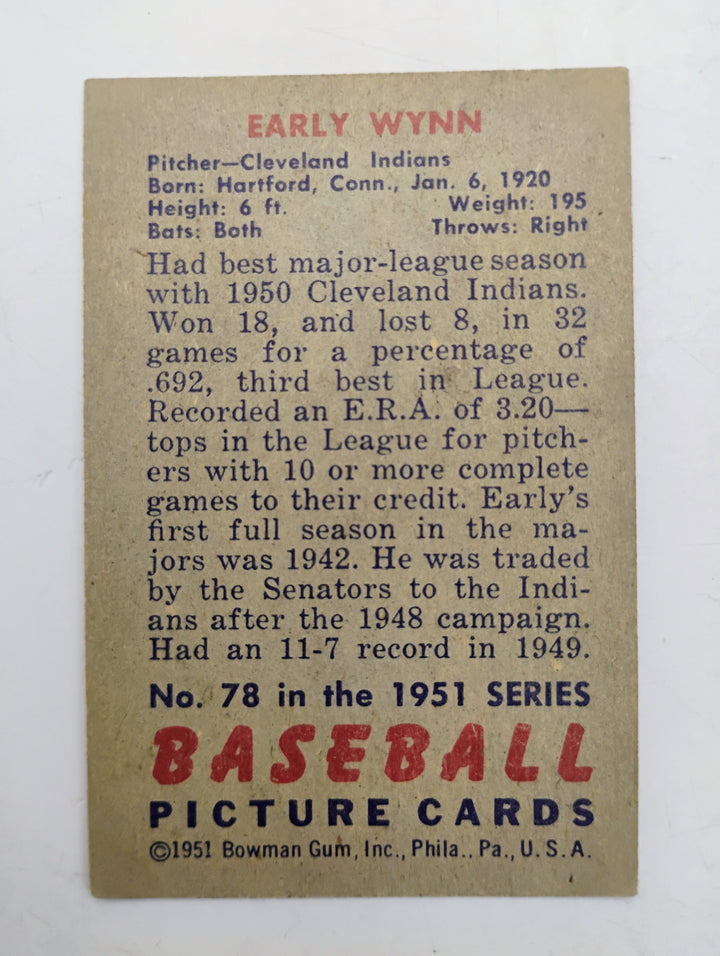 EARLY WYNN
Pitcher—Cleveland Indians
Born: Hartford, Conn., Jan. 6, 1920
Height: 6 ft. Weight: 195
Bats: Both Throws: Right
Had best major-league season
with 1950 Cleveland Indians.
Won 18, and lost 8, in 32
games for a percentage of
.692, third best in League.
Recorded an E.R.A. of 3.20—
tops in the League for pitch-
ers with 10 or more complete
games to their credit. Early's
first full season in the ma-
jors was 1942. He was traded
by the Senators to the Indi-
ans after the 1948 campaign.
Had an 11-7 record in 1949.
No. 78 in the 1951 SERIES
BASEBALL
PICTURE CARDS
©1951 Bowman Gum, Inc., Phila.. Pa., U. S. A.